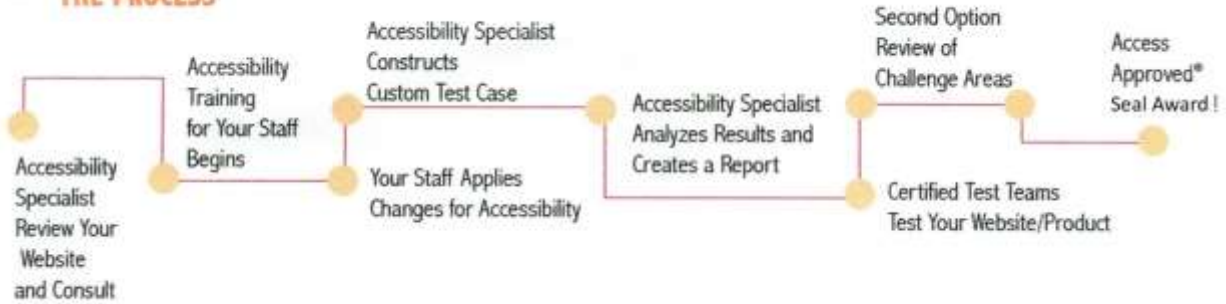 THE PROCESS
Accessibility
Specialist
Review Your
Website
and Consult
Accessibility
Training
for Your Staff
Begins
Accessibility Specialist
Constructs
Custom Test Case
Your Staff Applies
Changes for Accessibility
Accessibility Specialist
Analyzes Results and
Creates a Report
Second Option
Review of
Challenge Areas
Certified Test Teams
Test Your Website/Product
Access
Approved®
Seal Award !